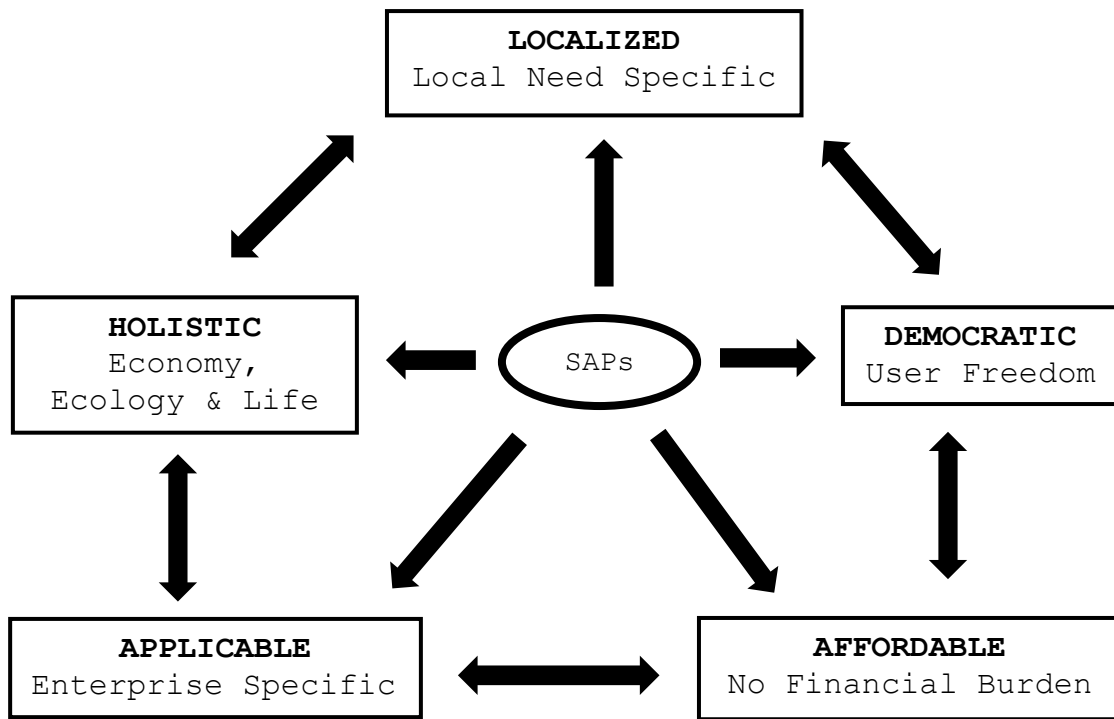 LOCALIZED
Local Need Specific
HOLISTIC
Economy,
Ecology & Life
SAPs
DEMOCRATIC
User Freedom
APPLICABLE
Enterprise Specific
AFFORDABLE
No Financial Burden